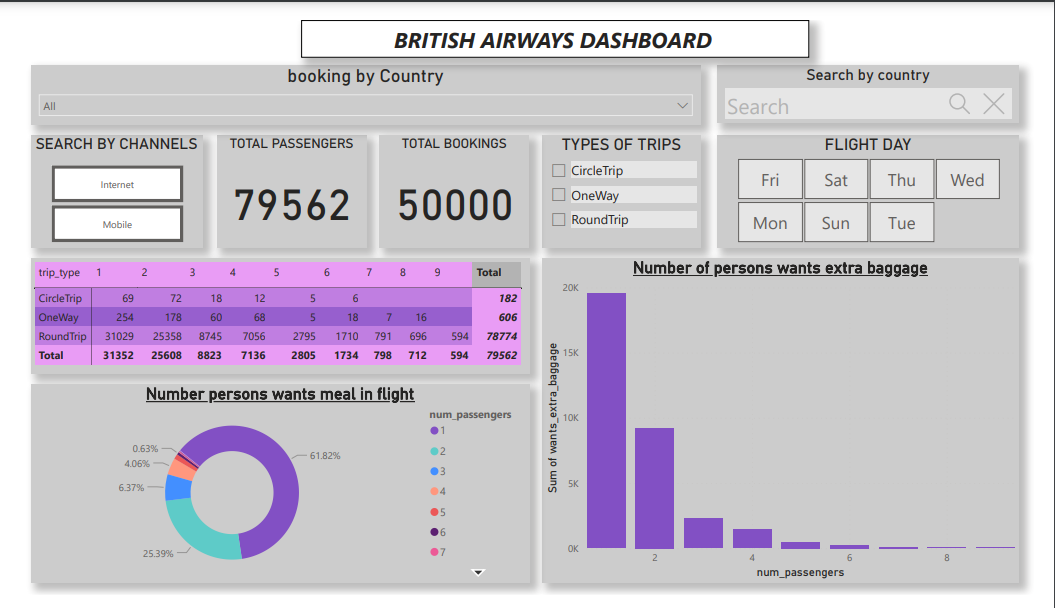 BRITISH AIRWAYS DASHBOARD
booking by Country
All
Search by country
Search
SEARCH BY CHANNELS
Internet
Mobile
TOTAL PASSENGERS
79562
TOTAL BOOKINGS
50000
TYPES OF TRIPS
CircleTrip
OneWay
RoundTrip
FLIGHT DAY
Fri Sat Thu Wed
Mon Sun Tue
trip_type 1 2 3 4 5 6 7 8 9 Total
CircleTrip 69 72 18 12 5 6 182
OneWay 254 178 60 68 5 18 7 16 606
RoundTrip 31029 25358 8745 7056 2795 1710 791 696 594 78774
Total 31352 25608 8823 7136 2805 1734 798 712 594 79562
Number persons wants meal in flight
0.63%
4.06%
6.37%
25.39%
61.82%
num_passengers
1
2
3
4
5
6
7
Number of persons wants extra baggage
Sum of wants_extra_baggage
20K
15K
10K
5K
0K
2 4 6 8
num_passengers